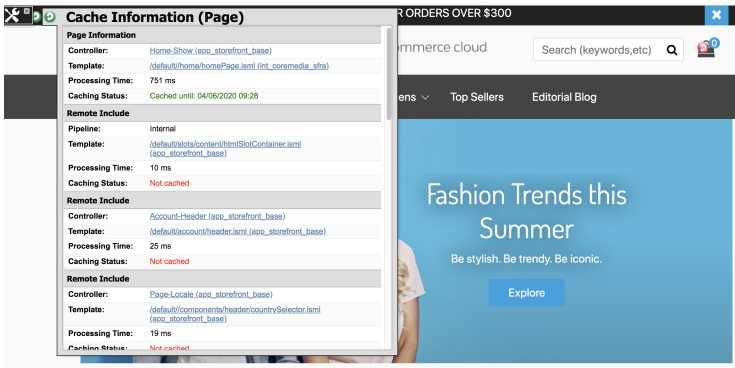 Cache Information (Page)
R ORDERS OVER $300
Page Information
Controller: Home-Show (app_storefront_base)
Template: /default//home/homePage.isml (int_coremedia_sfra)
Processing Time: 751 ms
Caching Status: Cached until: 04/06/2020 09:28
Remote Include
Pipeline: Internal
Template: /default/slots/content/htmlSlotContainer.isml
(app_storefront_base)
Processing Time: 10 ms
Caching Status: Not cached
Remote Include
Controller: Account-Header (app_storefront_base)
Template: /default/account/header.isml (app_storefront_base)
Processing Time: 25 ms
Caching Status: Not cached
Remote Include
Controller: Page-Locale (app_storefront_base)
Template: /default//components/header/countrySelector.isml
(app_storefront_base)
Processing Time: 19 ms
Caching Status: Not cached
ommerce cloud
Search (keywords,etc)
0
ens Top Sellers Editorial Blog
Fashion Trends this
Summer
Be stylish. Be trendy. Be iconic.
Explore